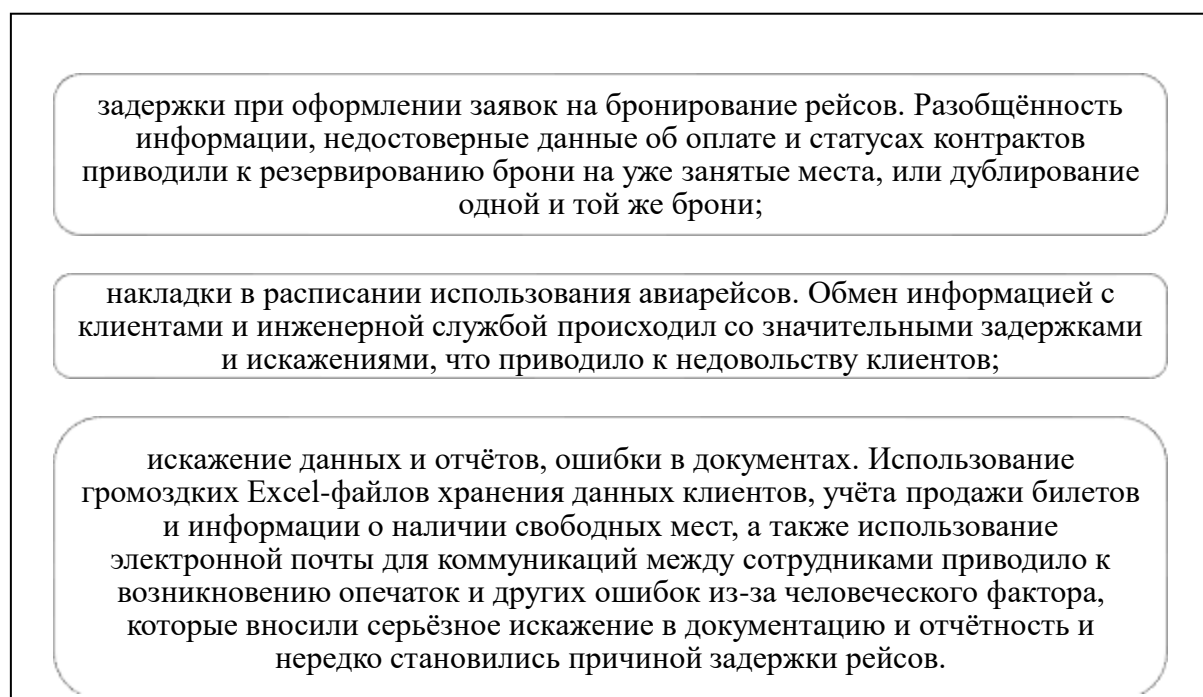 задержки при оформлении заявок на бронирование рейсов. Разобщённость
информации, недостоверные данные об оплате и статусах контрактов
приводили к резервированию брони на уже занятые места, или дублирование
одной и той же брони;
накладки в расписании использования авиарейсов. Обмен информацией с
клиентами и инженерной службой происходил со значительными задержками
и искажениями, что приводило к недовольству клиентов;
искажение данных и отчётов, ошибки в документах. Использование
громоздких Excel-файлов хранения данных клиентов, учёта продажи билетов
и информации о наличии свободных мест, а также использование
электронной почты для коммуникаций между сотрудниками приводило к
возникновению опечаток и других ошибок из-за человеческого фактора,
которые вносили серьёзное искажение в документацию и отчётность и
нередко становились причиной задержки рейсов.